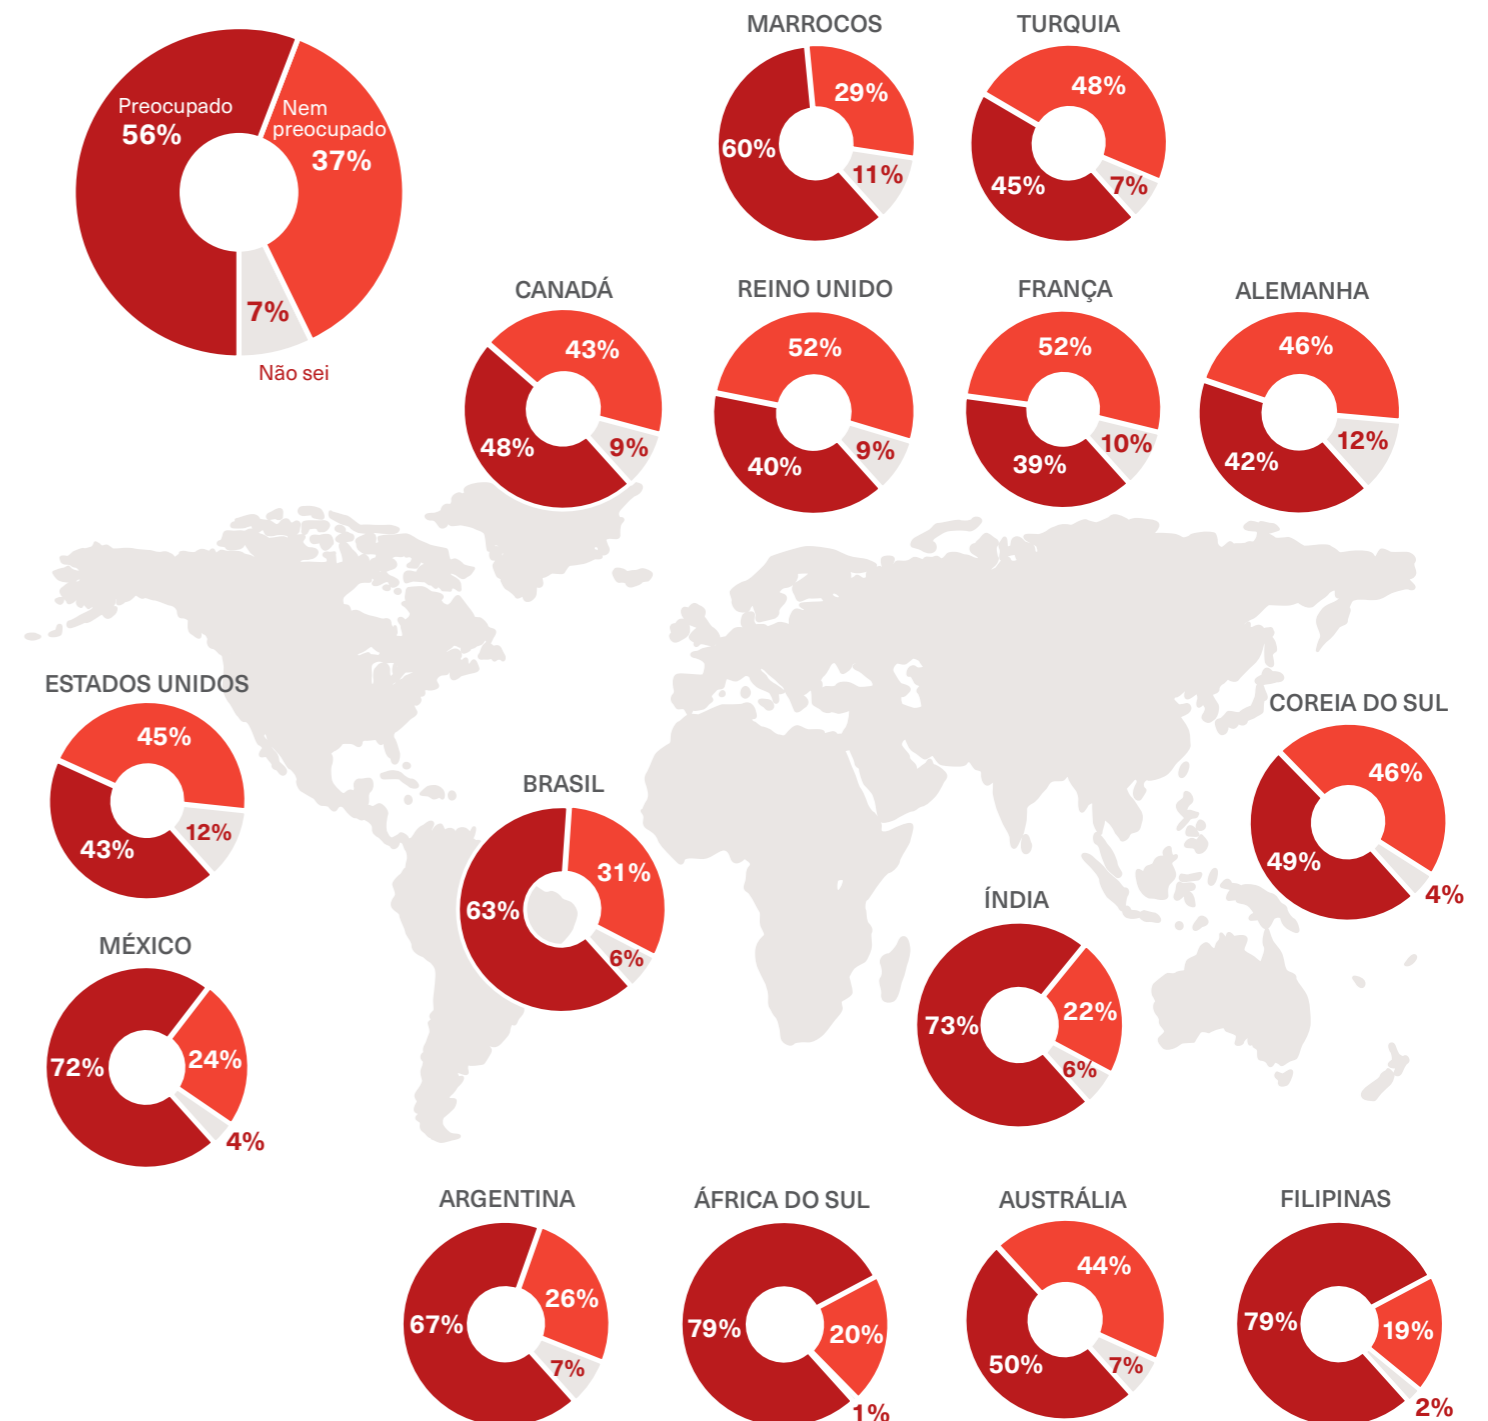 Preocupado
56%
Nem
preocupado
37%
7%
Não sei
MARROCOS
60%
29%
11%
TURQUIA
48%
45%
7%
CANADÁ
43%
48%
9%
REINO UNIDO
52%
40%
9%
FRANÇA
52%
39%
10%
ALEMANHA
46%
42%
12%
ESTADOS UNIDOS
45%
43%
12%
BRASIL
63%
31%
6%
COREIA DO SUL
46%
49%
4%
MÉXICO
72%
24%
4%
ÍNDIA
73%
22%
6%
ARGENTINA
67%
26%
7%
ÁFRICA DO SUL
79%
20%
1%
AUSTRÁLIA
44%
50%
7%
FILIPINAS
79%
19%
2%